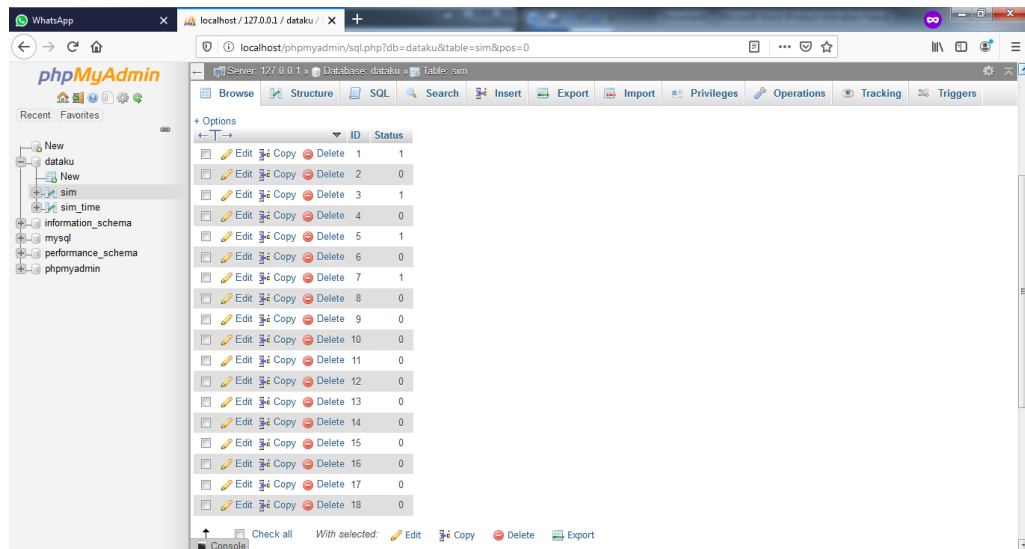 WhatsApp
localhost / 127.0.0.1 / dataku /
localhost/phpmyadmin/sql.php?db=dataku&table=sim&pos=0
phpMyAdmin
Recent Favorites
New
dataku
New
sim
sim_time
information_schema
mysql
performance_schema
phpmyadmin
Server: 127.0.0.1 » Database: dataku » Table: sim
Browse Structure SQL Search Insert Export Import Privileges Operations Tracking Triggers
+ Options
ID Status
Edit Copy Delete 1 1
Edit Copy Delete 2 0
Edit Copy Delete 3 1
Edit Copy Delete 4 0
Edit Copy Delete 5 1
Edit Copy Delete 6 0
Edit Copy Delete 7 1
Edit Copy Delete 8 0
Edit Copy Delete 9 0
Edit Copy Delete 10 0
Edit Copy Delete 11 0
Edit Copy Delete 12 0
Edit Copy Delete 13 0
Edit Copy Delete 14 0
Edit Copy Delete 15 0
Edit Copy Delete 16 0
Edit Copy Delete 17 0
Edit Copy Delete 18 0
Check all With selected: Edit Copy Delete Export
Console